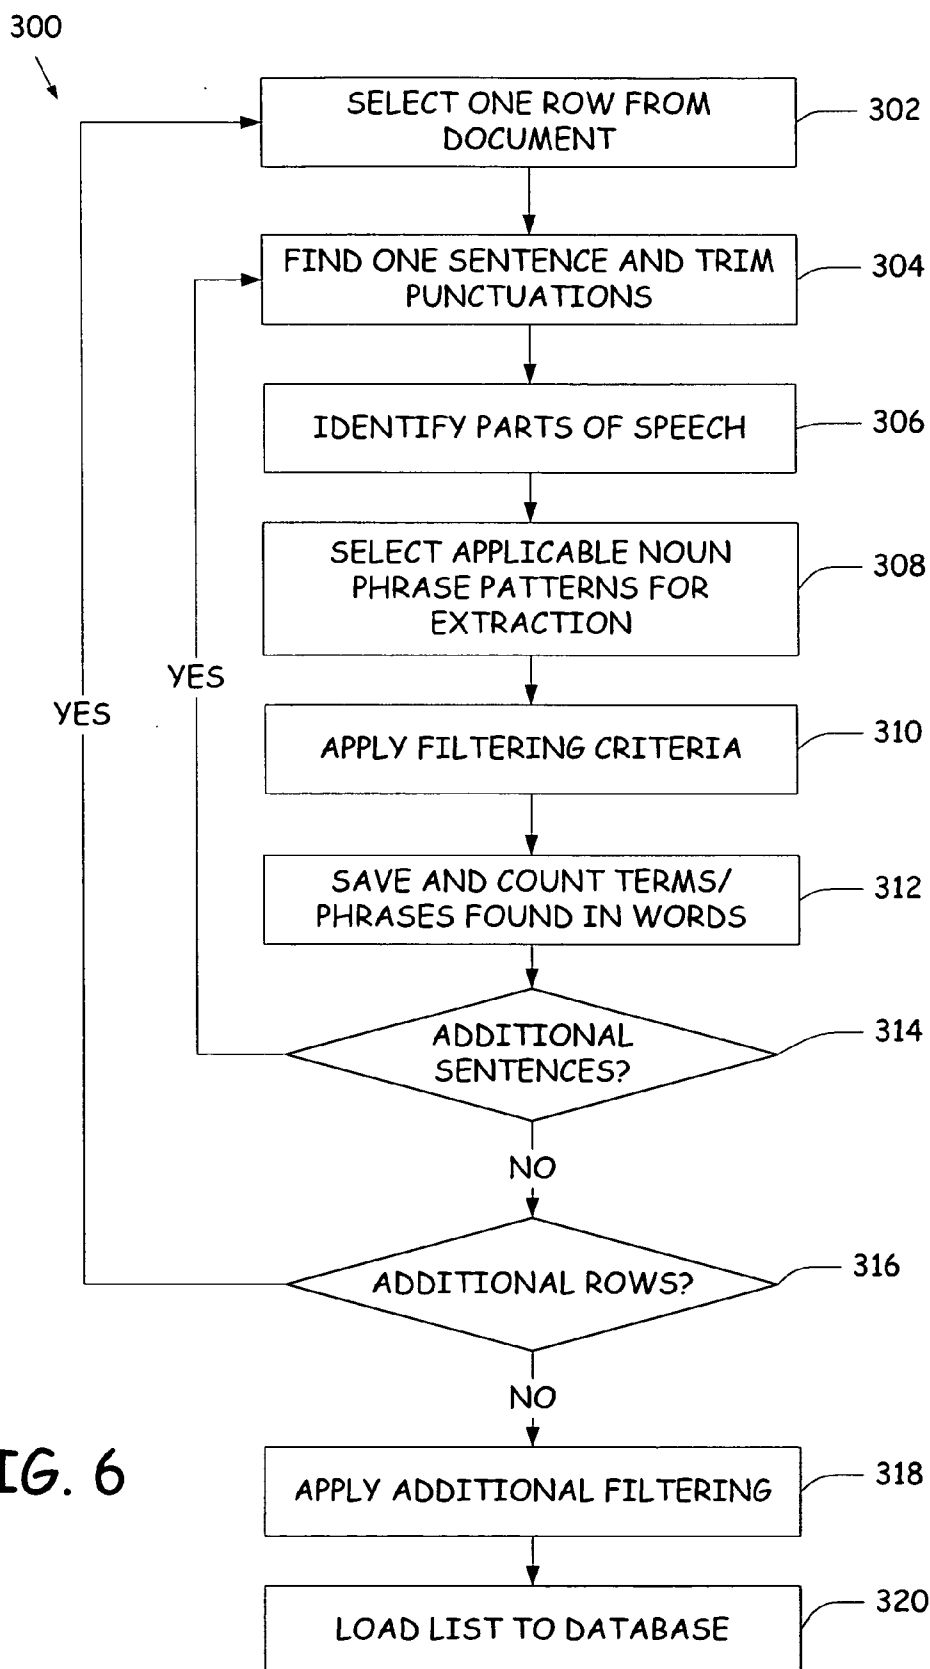 300
SELECT ONE ROW FROM
DOCUMENT
302
FIND ONE SENTENCE AND TRIM
PUNCTUATIONS
304
IDENTIFY PARTS OF SPEECH
306
SELECT APPLICABLE NOUN
PHRASE PATTERNS FOR
EXTRACTION
308
YES
YES
APPLY FILTERING CRITERIA
310
SAVE AND COUNT TERMS/
PHRASES FOUND IN WORDS
312
ADDITIONAL
SENTENCES?
314
NO
ADDITIONAL ROWS?
316
NO
IG. 6
APPLY ADDITIONAL FILTERING
318
LOAD LIST TO DATABASE
320